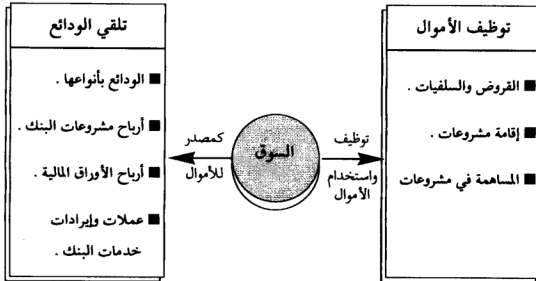 توظيف الأموال
■ القروض والسلفيات .
■ إقامة مشروعات .
■ المساهمة في مشروعات
توظيف
واستخدام
الأموال
السوق
كمصدر
للأموال
تلقي الودائع
■ الودائع بأنواعها .
■ أرباح مشروعات البنك .
■ أرباح الأوراق المالية .
■ عملات وإيرادات
خدمات البنك .